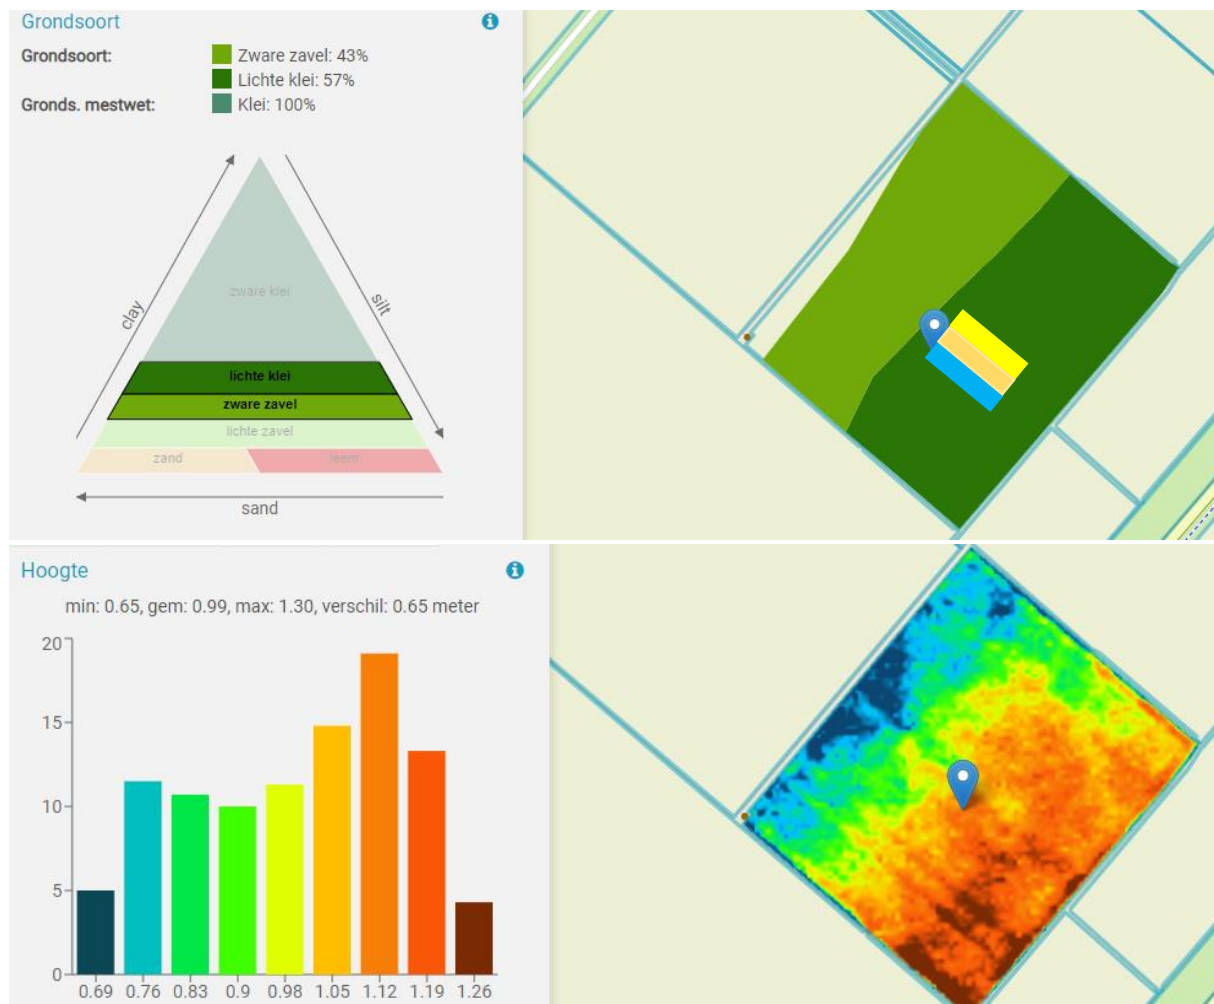 Grondsoort
Grondsoort: Zware zavel: 43%
Lichte klei: 57%
Gronds. mestwet: Klei: 100%
zware klei
clay
silt
lichte klei
zware zavel
lichte zavel
zand leem
sand
Hoogte
min: 0.65, gem: 0.99, max: 1.30, verschil: 0.65 meter
20
15
10
5
0
0.69 0.76 0.83 0.9 0.98 1.05 1.12 1.19 1.26